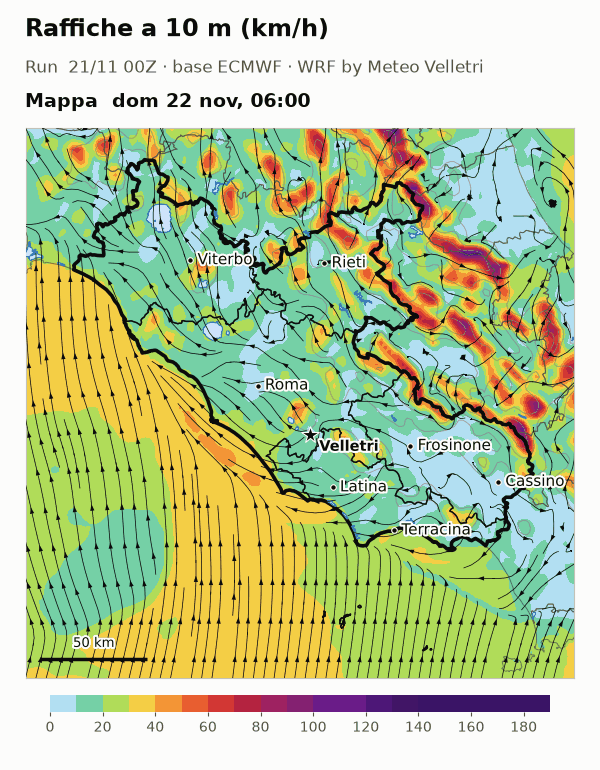 Raffiche a 10 m (km/h)
Run  21/11 00Z · base ECMWF · WRF by Meteo Velletri
Mappa  dom 22 nov, 06:00
Viterbo
Rieti
Roma
Velletri
Frosinone
Cassino
Latina
Terracina
50 km
0 20 40 60 80 100 120 140 160 180